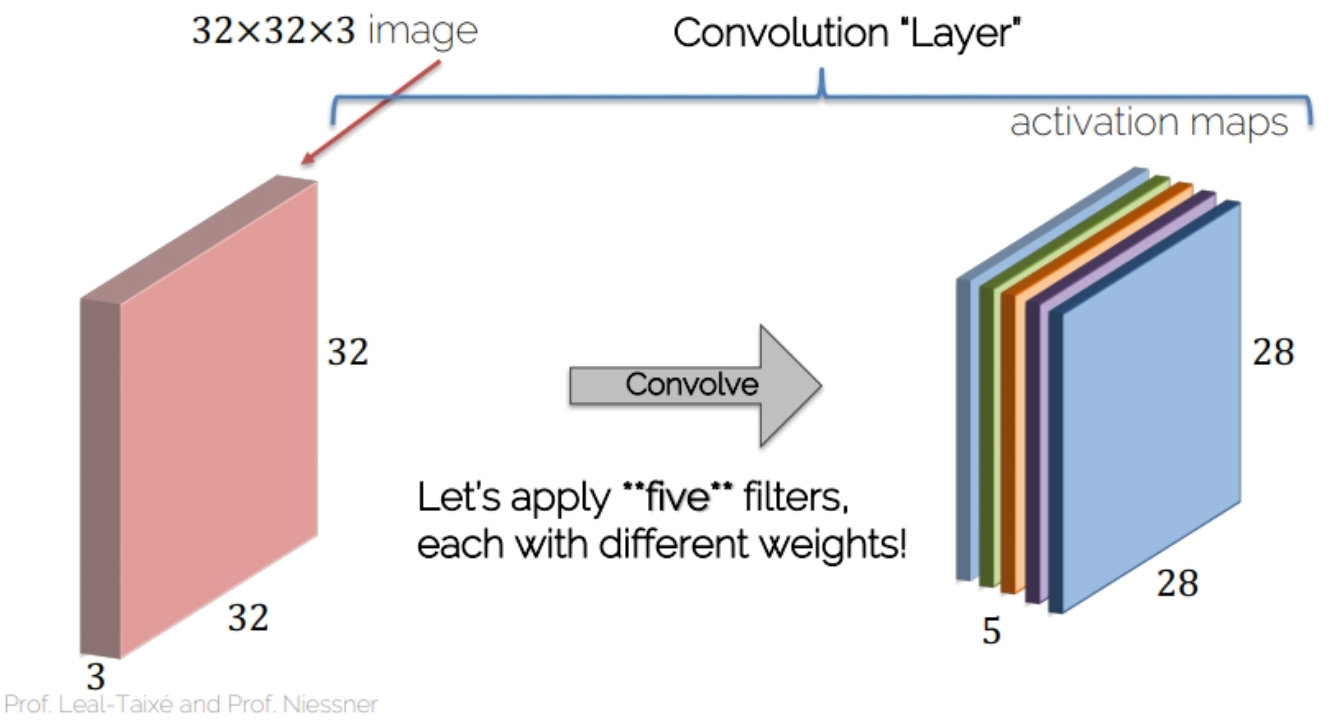 32×32×3 image
Convolution "Layer"
activation maps
32
32
3
Convolve
Let's apply **five** filters,
each with different weights!
28
28
5
Prof. Leal-Taixé and Prof. Niessner